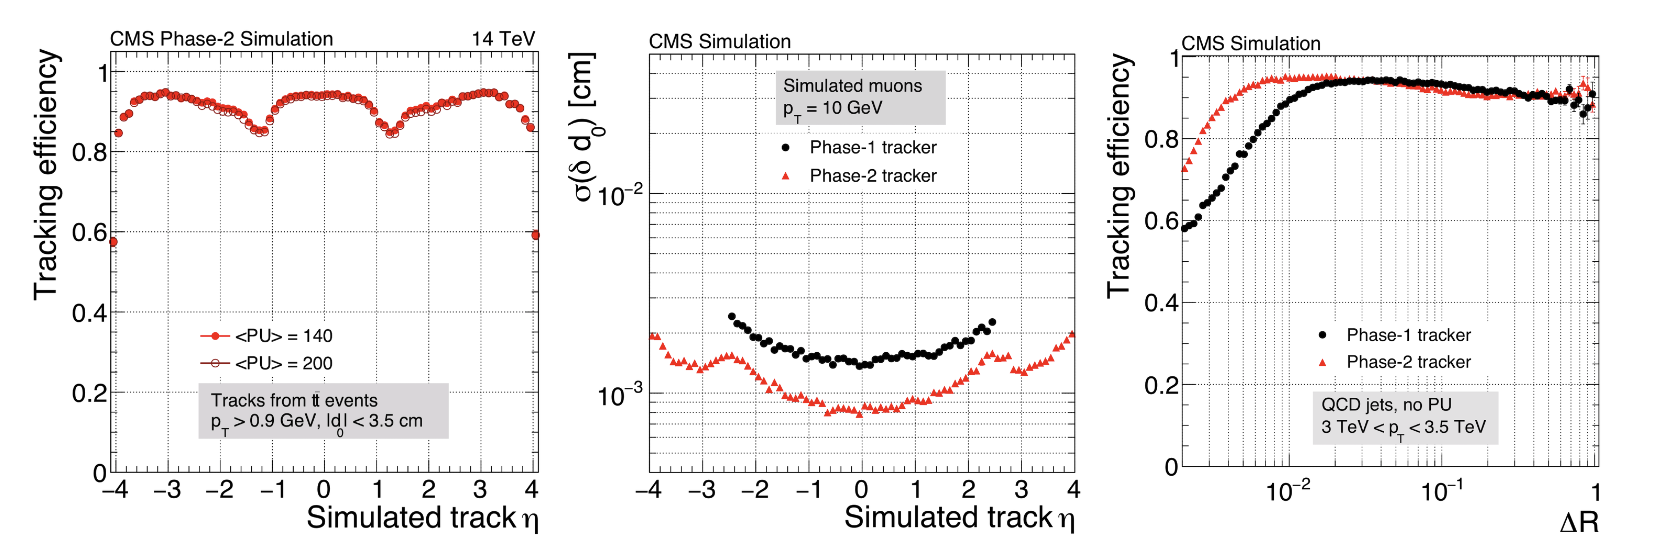 CMS Phase-2 Simulation 14 TeV
Tracking efficiency
1
0.8
0.6
0.4
0.2
0
<PU> = 140
<PU> = 200
Tracks from tt̄ events
p_T > 0.9 GeV, |d_0| < 3.5 cm
−4 −3 −2 −1 0 1 2 3 4
Simulated track η
CMS Simulation
σ(δ d_0) [cm]
10⁻²
10⁻³
Simulated muons
p_T = 10 GeV
Phase-1 tracker
Phase-2 tracker
−4 −3 −2 −1 0 1 2 3 4
Simulated track η
CMS Simulation
Tracking efficiency
1
0.8
0.6
0.4
0.2
0
Phase-1 tracker
Phase-2 tracker
QCD jets, no PU
3 TeV < p_T < 3.5 TeV
10⁻² 10⁻¹ 1
ΔR